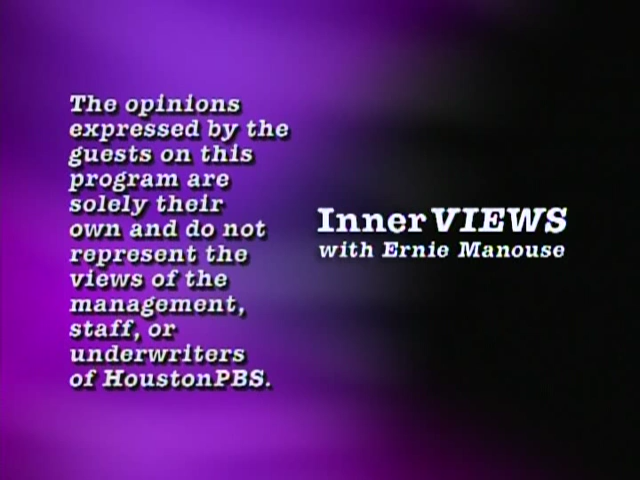 The opinions
expressed by the
guests on this
program are
solely their
own and do not
represent the
views of the
management,
staff, or
underwriters
of HoustonPBS.
InnerVIEWS
with Ernie Manouse